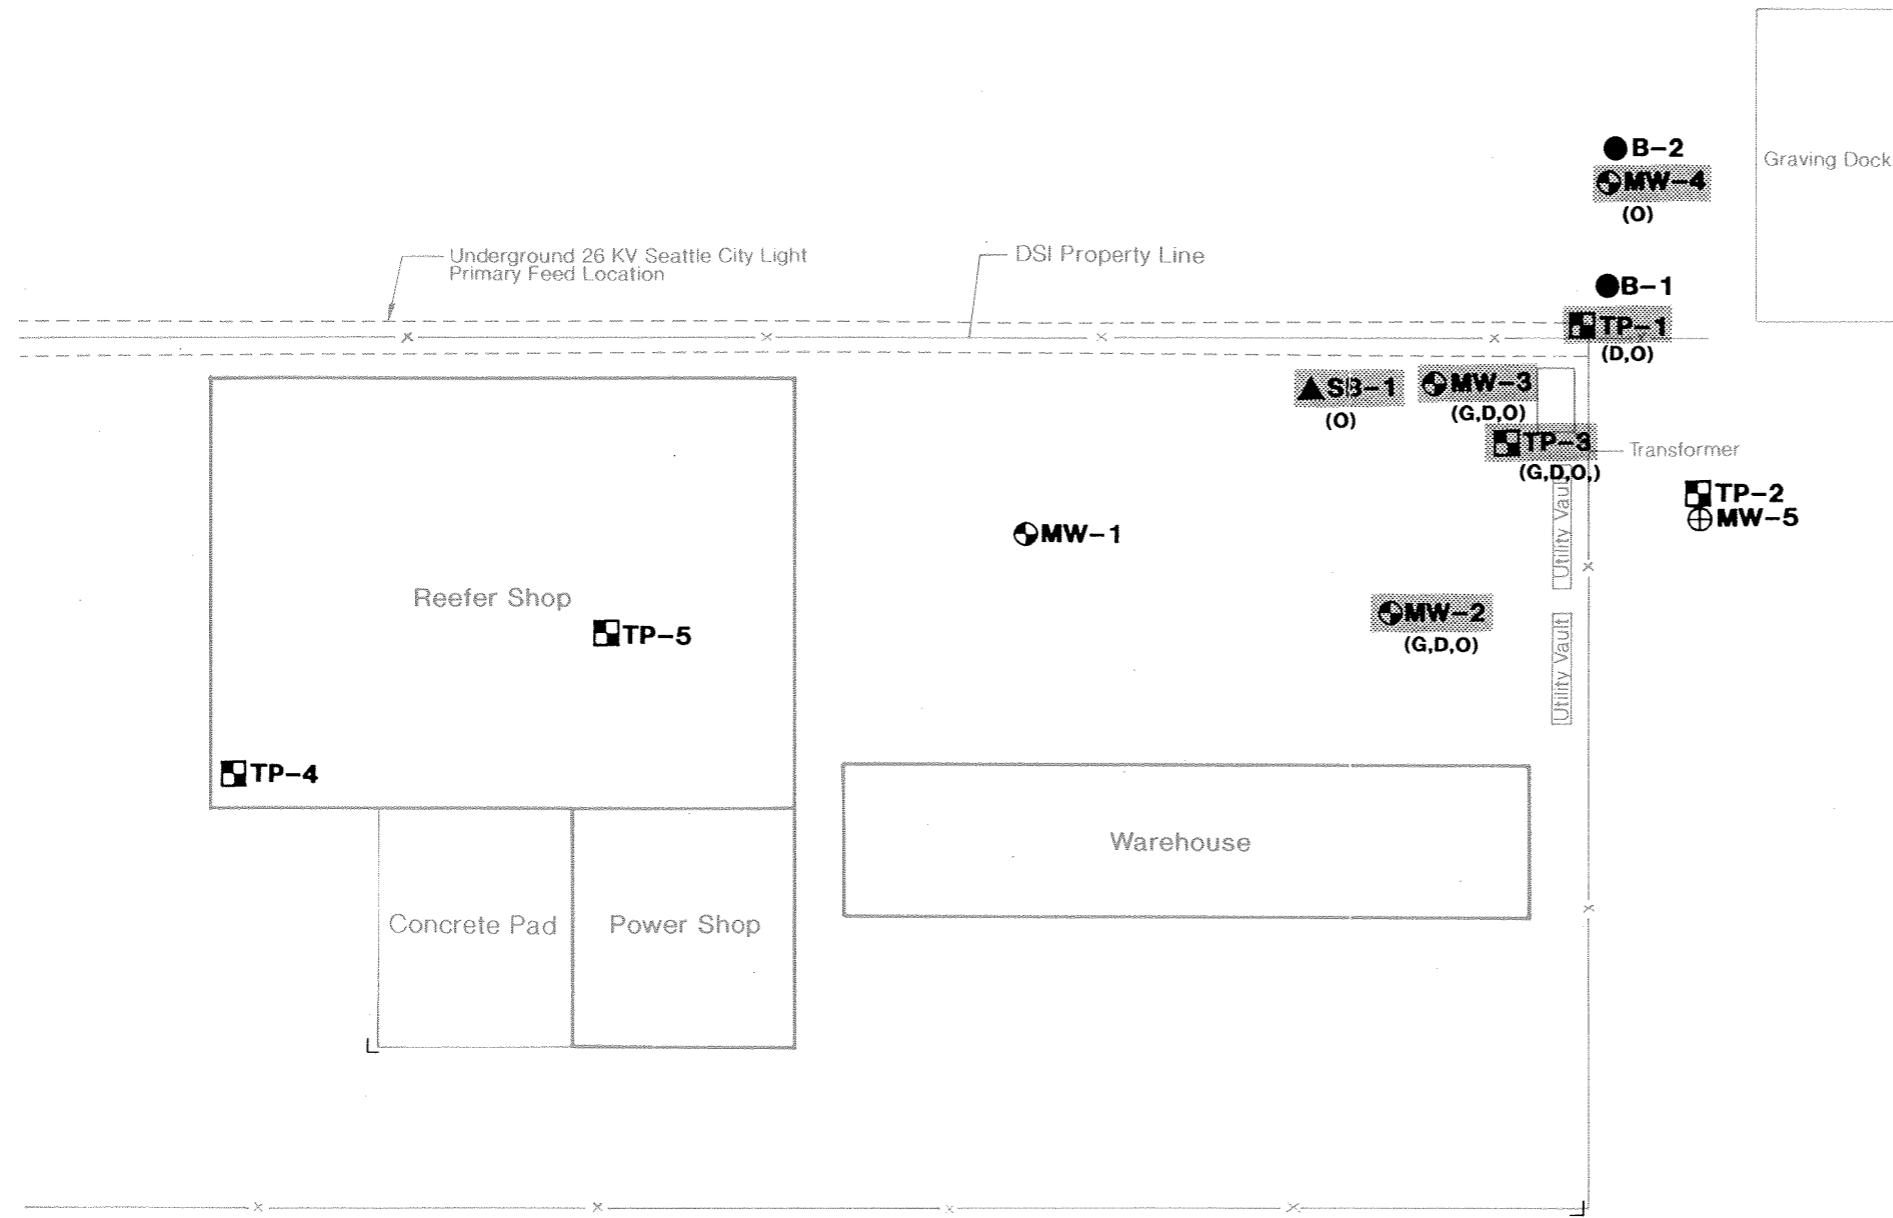 B-2
Graving Dock
MW-4
(O)
Underground 26 KV Seattle City Light
Primary Feed Location
DSI Property Line
B-1
TP-1
(D,O)
SB-1
(O)
MW-3
(G,D,O)
TP-3
(G,D,O,)
Transformer
TP-2
MW-5
Utility Vault
MW-1
Reefer Shop
MW-2
(G,D,O)
TP-5
Utility Vault
TP-4
Warehouse
Concrete Pad
Power Shop